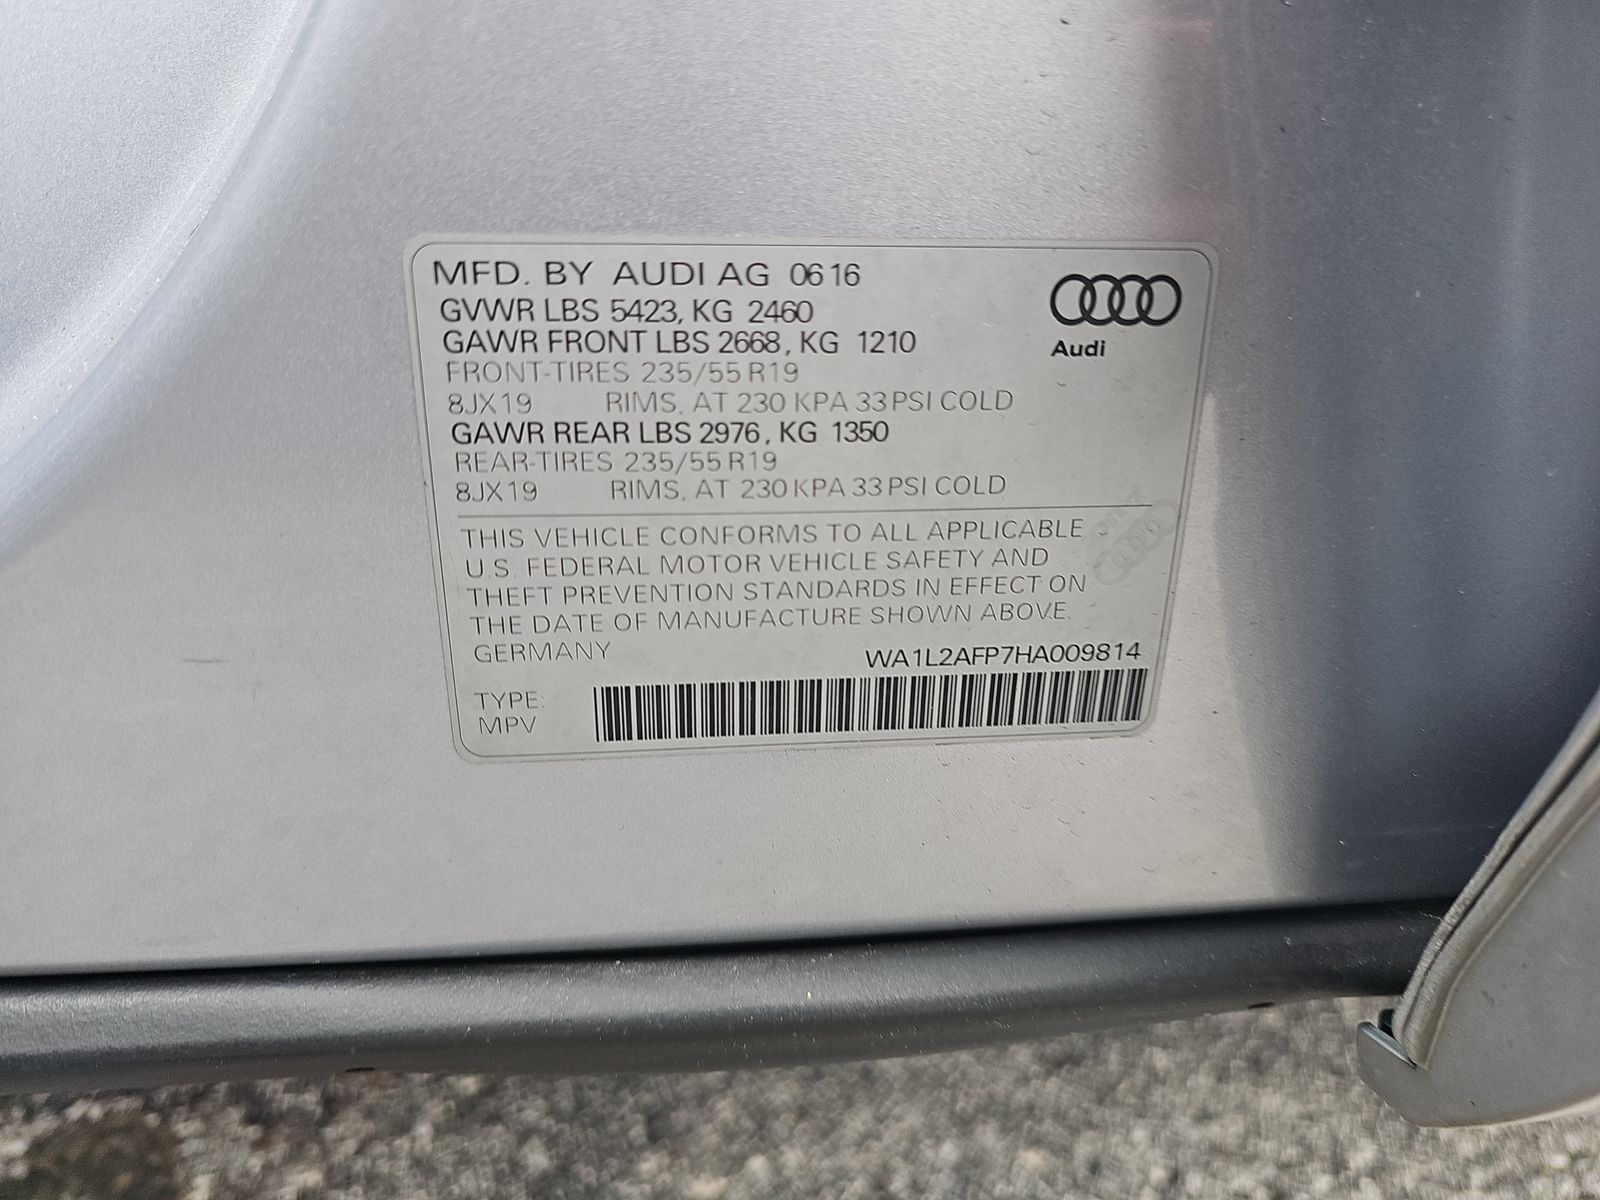 MFD. BY AUDI AG 0616
GVWR LBS 5423, KG 2460
GAWR FRONT LBS 2668, KG 1210
FRONT-TIRES 235/55 R19
8JX19 RIMS, AT 230 KPA 33 PSI COLD
GAWR REAR LBS 2976, KG 1350
REAR-TIRES 235/55 R19
8JX19 RIMS, AT 230 KPA 33 PSI COLD
Audi
THIS VEHICLE CONFORMS TO ALL APPLICABLE
U.S. FEDERAL MOTOR VEHICLE SAFETY AND
THEFT PREVENTION STANDARDS IN EFFECT ON
THE DATE OF MANUFACTURE SHOWN ABOVE.
GERMANY
WA1L2AFP7HA009814
TYPE:
MPV